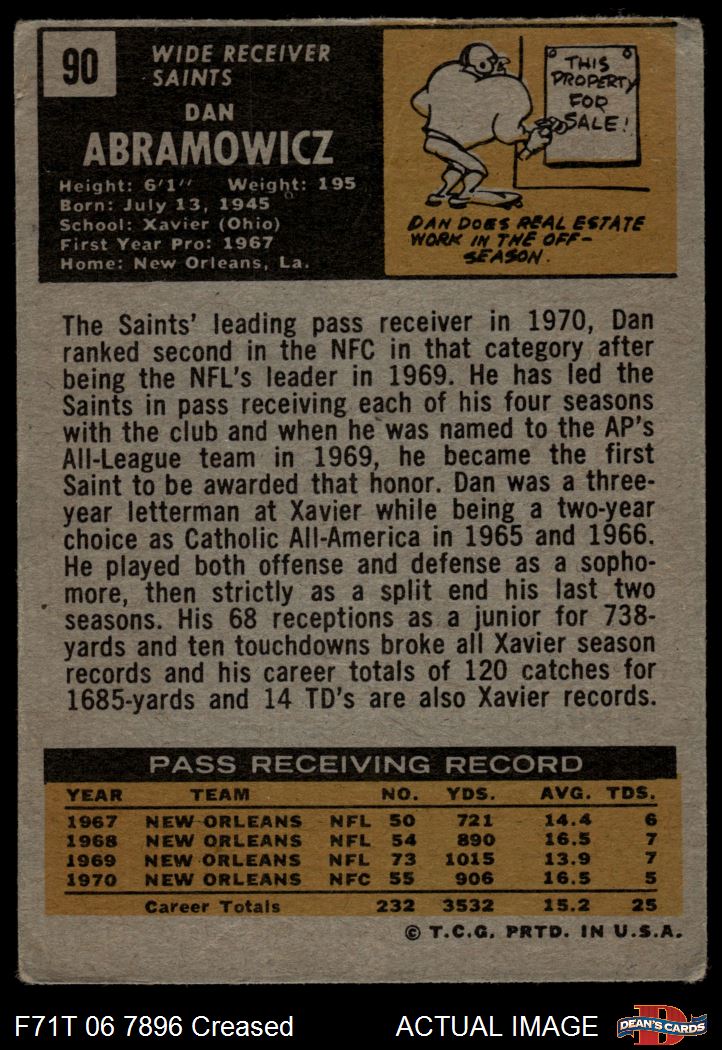 90
WIDE RECEIVER
SAINTS
DAN
ABRAMOWICZ
Height: 6'1" Weight: 195
Born: July 13, 1945
School: Xavier (Ohio)
First Year Pro: 1967
Home: New Orleans, La.
THIS
PROPERTY
FOR
SALE!
DAN DOES REAL ESTATE
WORK IN THE OFF-
SEASON.
The Saints' leading pass receiver in 1970, Dan
ranked second in the NFC in that category after
being the NFL's leader in 1969. He has led the
Saints in pass receiving each of his four seasons
with the club and when he was named to the AP's
All-League team in 1969, he became the first
Saint to be awarded that honor. Dan was a three-
year letterman at Xavier while being a two-year
choice as Catholic All-America in 1965 and 1966.
He played both offense and defense as a sopho-
more, then strictly as a split end his last two
seasons. His 68 receptions as a junior for 738-
yards and ten touchdowns broke all Xavier season
records and his career totals of 120 catches for
1685-yards and 14 TD's are also Xavier records.
PASS RECEIVING RECORD
YEAR TEAM NO. YDS. AVG. TDS.
1967 NEW ORLEANS NFL 50 721 14.4 6
1968 NEW ORLEANS NFL 54 890 16.5 7
1969 NEW ORLEANS NFL 73 1015 13.9 7
1970 NEW ORLEANS NFC 55 906 16.5 5
Career Totals 232 3532 15.2 25
© T.C.G. PRTD. IN U.S.A.
F71T 06 7896 Creased ACTUAL IMAGE
D
DEAN'S CARDS